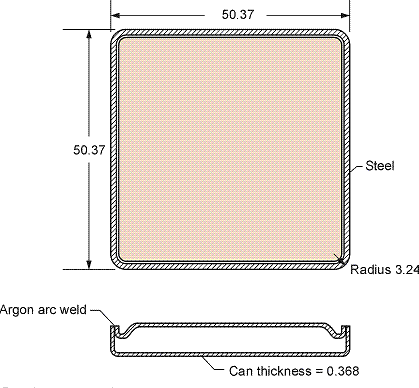 50.37
50.37
Steel
Radius 3.24
Argon arc weld
Can thickness = 0.368